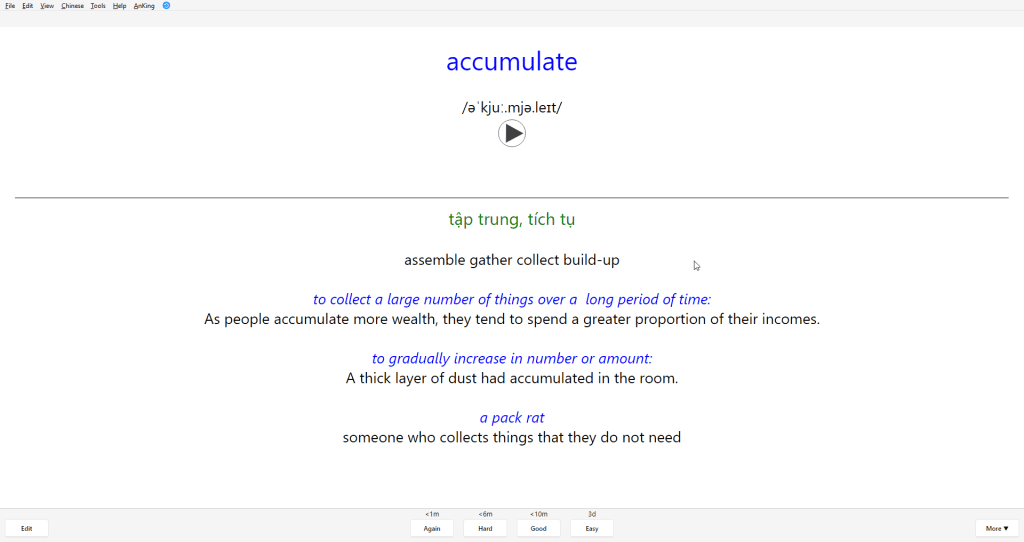 File Edit View Chinese Tools Help AnKing
accumulate
/əˈkjuː.mjə.leɪt/
tập trung, tích tụ
assemble gather collect build-up
to collect a large number of things over a  long period of time:
As people accumulate more wealth, they tend to spend a greater proportion of their incomes.
to gradually increase in number or amount:
A thick layer of dust had accumulated in the room.
a pack rat
someone who collects things that they do not need
<1m <6m <10m 3d
Edit Again Hard Good Easy More ▼